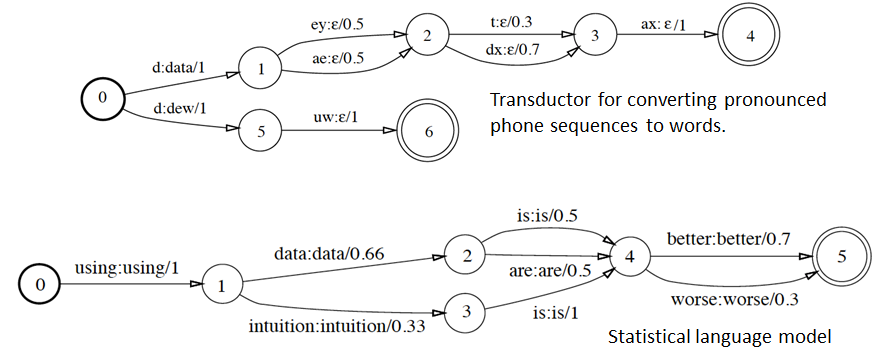 ey:ε/0.5
2
t:ε/0.3
3
ax: ε/1
4
d:data/1
1
ae:ε/0.5
dx:ε/0.7
0
d:dew/1
5
uw:ε/1
6
Transductor for converting pronounced
phone sequences to words.
is:is/0.5
data:data/0.66
2
better:better/0.7
using:using/1
are:are/0.5
4
5
0
1
3
worse:worse/0.3
intuition:intuition/0.33
is:is/1
Statistical language model